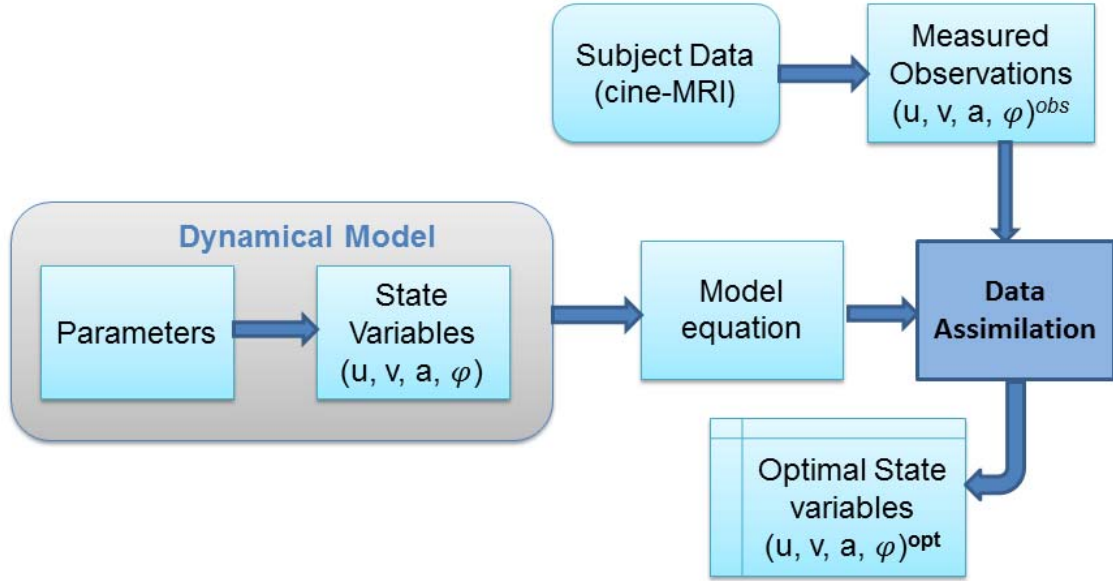 Subject Data
(cine-MRI)
Measured
Observations
(u, v, a, φ)^obs
Dynamical Model
Parameters
State
Variables
(u, v, a, φ)
Model
equation
Data
Assimilation
Optimal State
variables
(u, v, a, φ)^opt